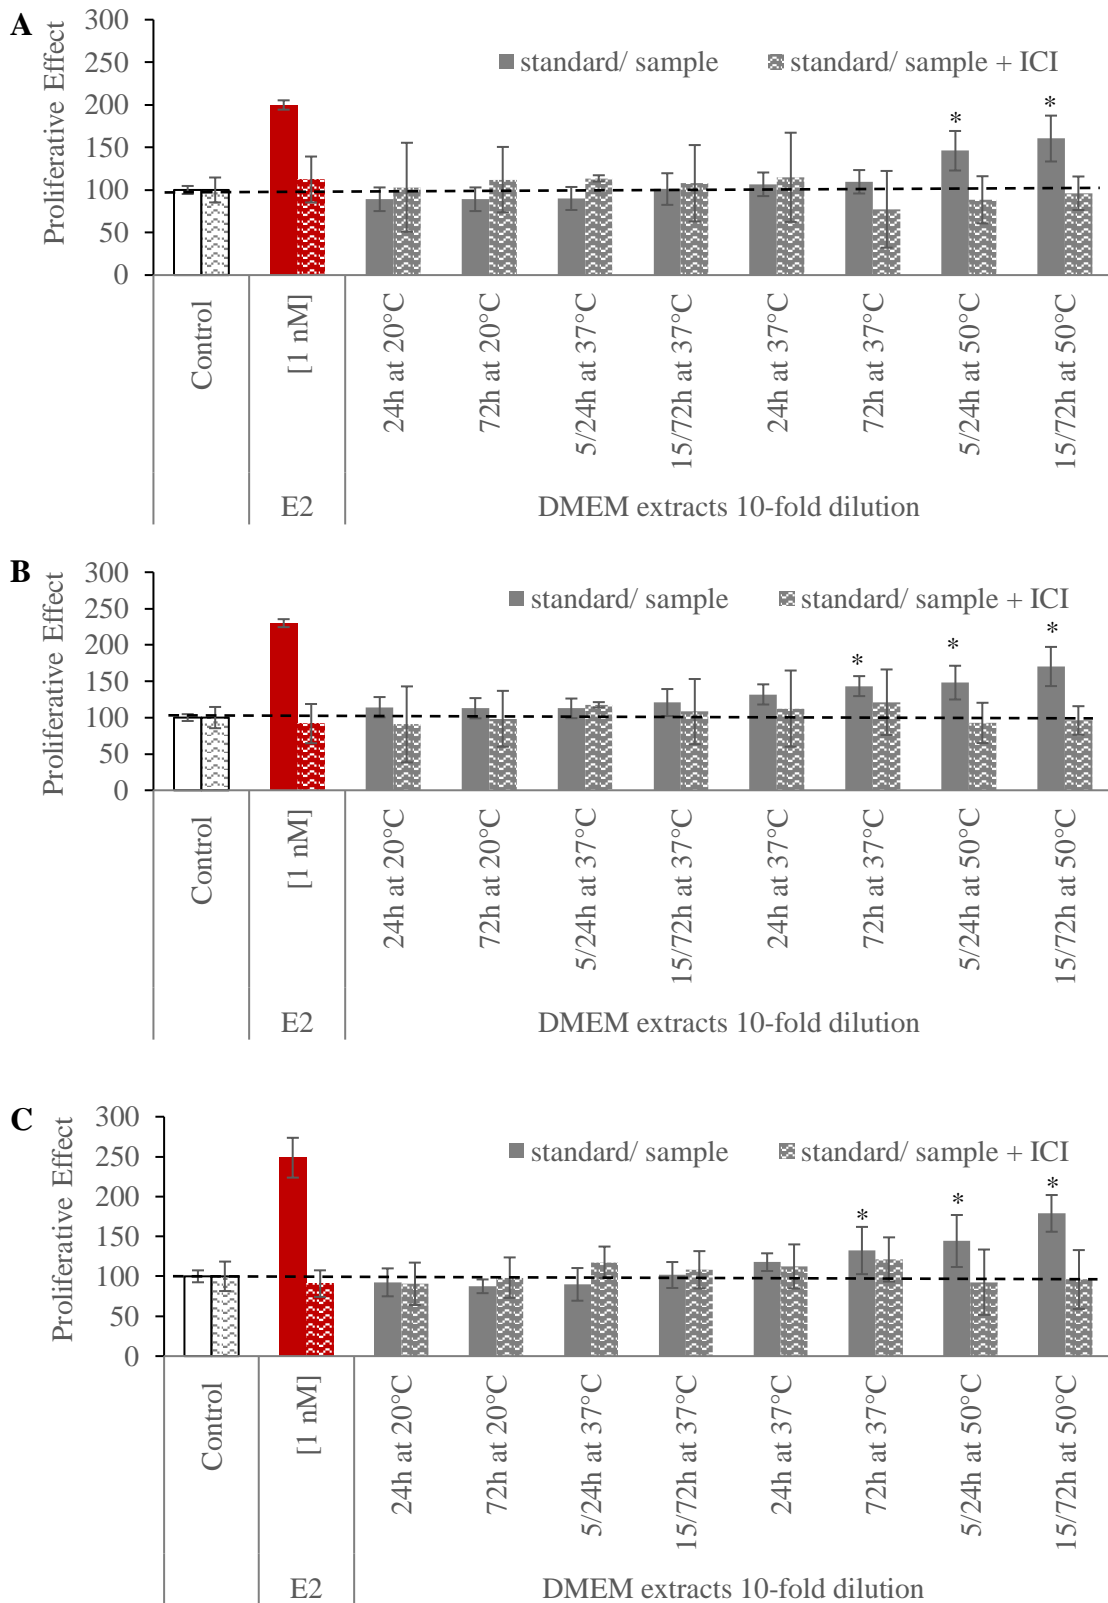 A
Proliferative Effect
300
250
200
150
100
50
0
standard/ sample
standard/ sample + ICI
*
*
Control
[1 nM]
24h at 20°C
72h at 20°C
5/24h at 37°C
15/72h at 37°C
24h at 37°C
72h at 37°C
5/24h at 50°C
15/72h at 50°C
E2
DMEM extracts 10-fold dilution
B
Proliferative Effect
300
250
200
150
100
50
0
standard/ sample
standard/ sample + ICI
*
*
*
Control
[1 nM]
24h at 20°C
72h at 20°C
5/24h at 37°C
15/72h at 37°C
24h at 37°C
72h at 37°C
5/24h at 50°C
15/72h at 50°C
E2
DMEM extracts 10-fold dilution
C
Proliferative Effect
300
250
200
150
100
50
0
standard/ sample
standard/ sample + ICI
*
*
*
Control
[1 nM]
24h at 20°C
72h at 20°C
5/24h at 37°C
15/72h at 37°C
24h at 37°C
72h at 37°C
5/24h at 50°C
15/72h at 50°C
E2
DMEM extracts 10-fold dilution